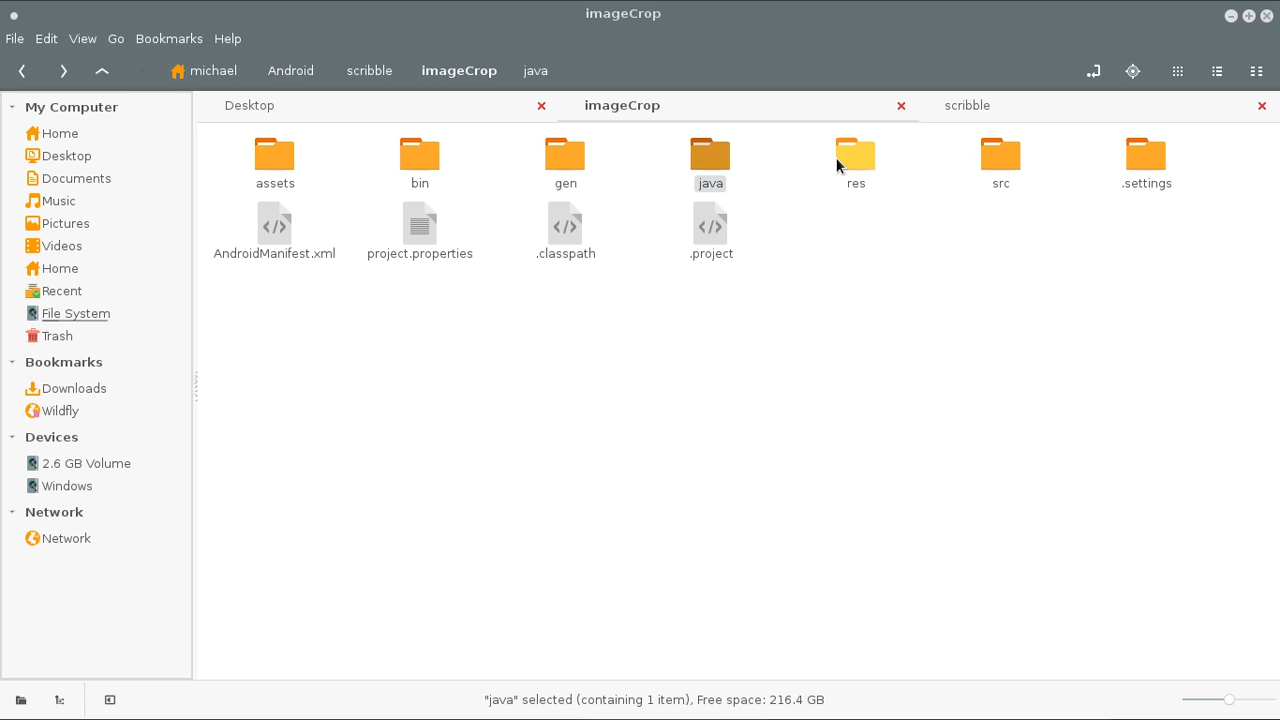 imageCrop
File Edit View Go Bookmarks Help
michael Android scribble imageCrop java
My Computer
Home
Desktop
Documents
Music
Pictures
Videos
Home
Recent
File System
Trash
Bookmarks
Downloads
Wildfly
Devices
2.6 GB Volume
Windows
Network
Network
Desktop imageCrop scribble
assets bin gen java res src .settings
AndroidManifest.xml project.properties .classpath .project
"java" selected (containing 1 item), Free space: 216.4 GB